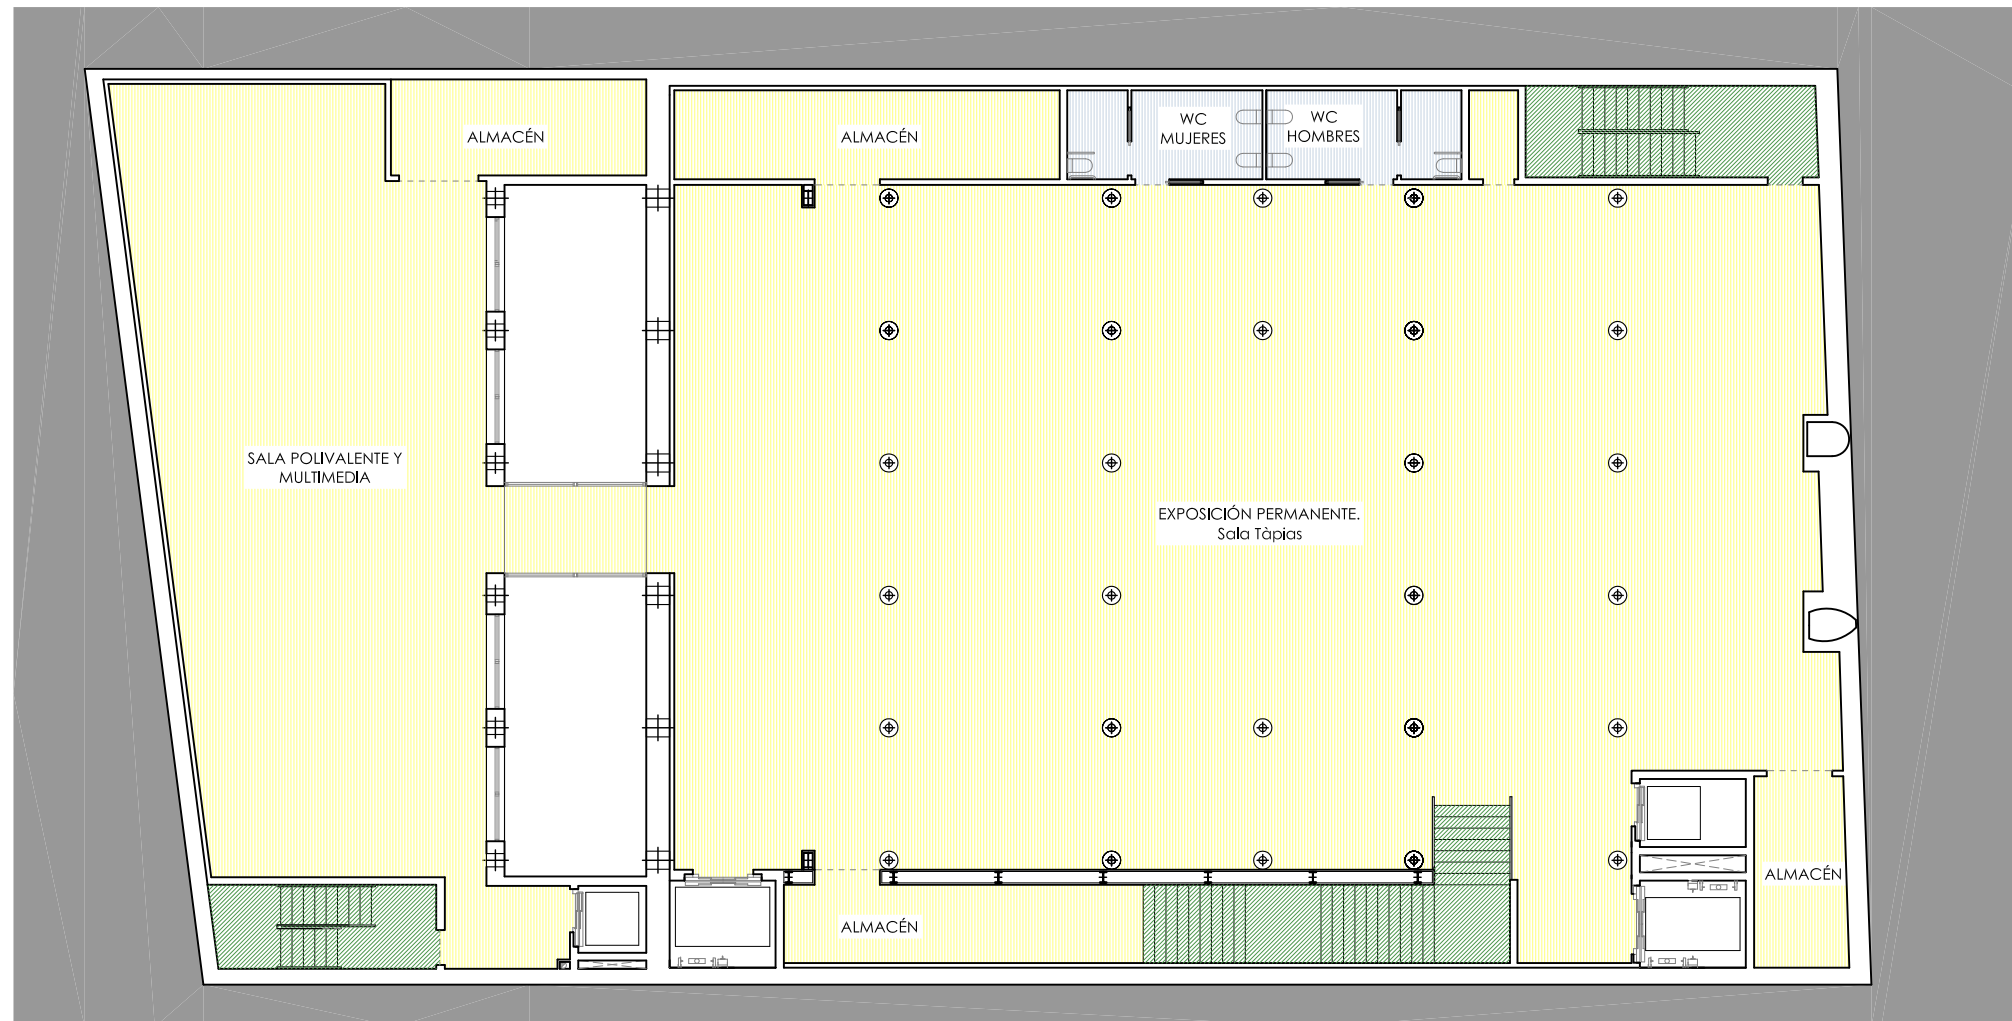 ALMACÉN
ALMACÉN
WC
MUJERES
WC
HOMBRES
SALA POLIVALENTE Y
MULTIMEDIA
EXPOSICIÓN PERMANENTE.
Sala Tàpias
ALMACÉN
ALMACÉN